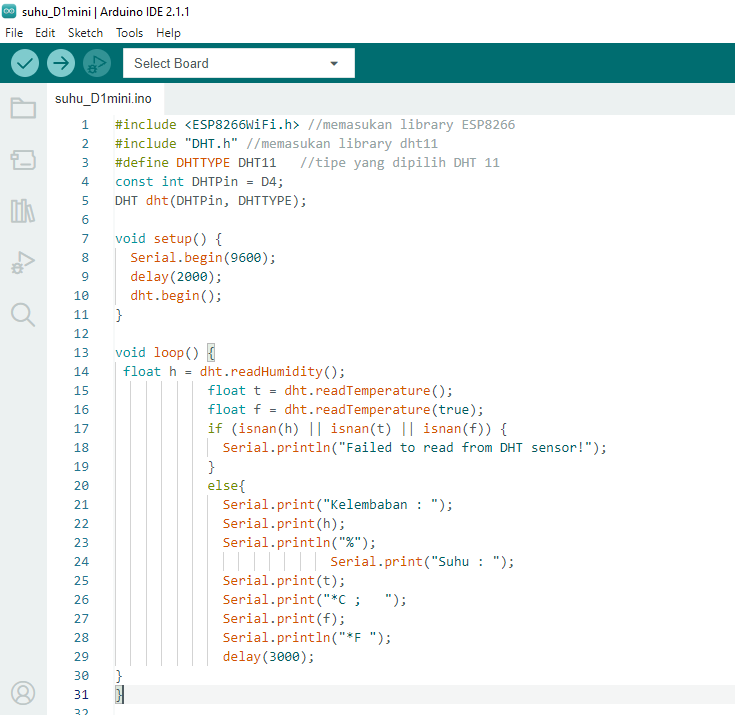 suhu_D1mini | Arduino IDE 2.1.1
File Edit Sketch Tools Help
Select Board
suhu_D1mini.ino
1 #include <ESP8266WiFi.h> //memasukan library ESP8266
2 #include "DHT.h" //memasukan library dht11
3 #define DHTTYPE DHT11   //tipe yang dipilih DHT 11
4 const int DHTPin = D4;
5 DHT dht(DHTPin, DHTTYPE);
6
7 void setup() {
8   Serial.begin(9600);
9   delay(2000);
10   dht.begin();
11 }
12
13 void loop() {
14  float h = dht.readHumidity();
15             float t = dht.readTemperature();
16             float f = dht.readTemperature(true);
17             if (isnan(h) || isnan(t) || isnan(f)) {
18               Serial.println("Failed to read from DHT sensor!");
19             }
20             else{
21               Serial.print("Kelembaban : ");
22               Serial.print(h);
23               Serial.println("%");
24                             Serial.print("Suhu : ");
25               Serial.print(t);
26               Serial.print("*C ;   ");
27               Serial.print(f);
28               Serial.println("*F ");
29               delay(3000);
30 }
31 }
32